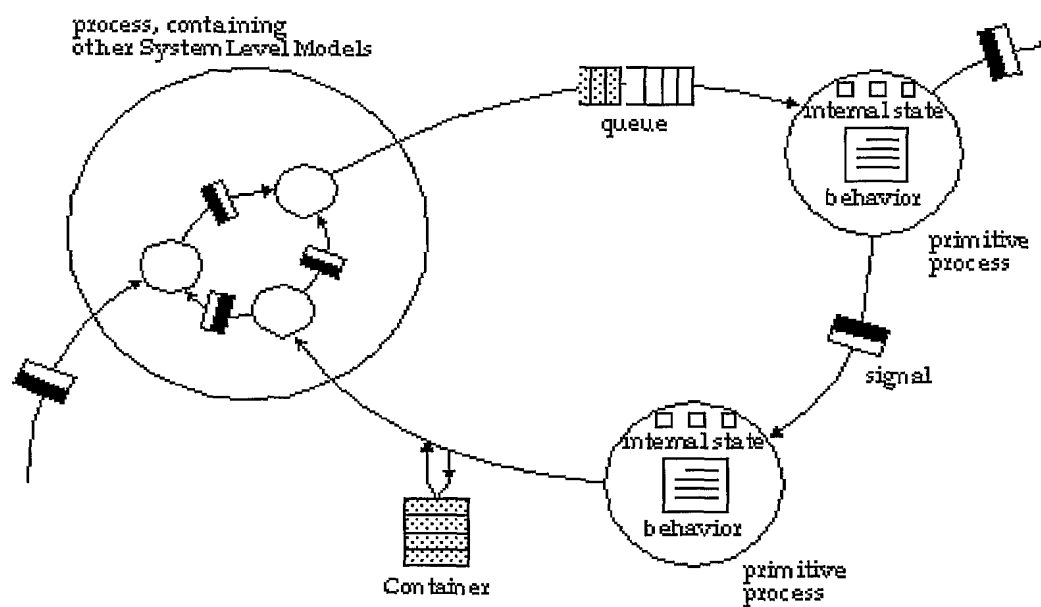 process, containing
other System Level Models
queue
internal state
behavior
primitive
process
signal
internal state
behavior
primitive
process
Container